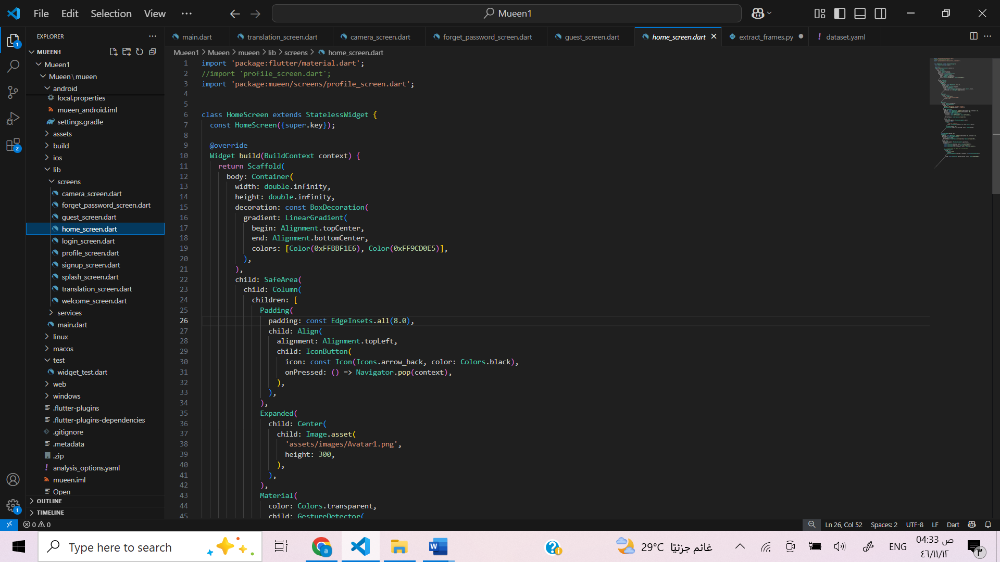 File Edit Selection View ··· Mueen1
EXPLORER ···
main.dart translation_screen.dart camera_screen.dart forget_password_screen.dart guest_screen.dart home_screen.dart extract_frames.py ! dataset.yaml ···
MUEEN1
Mueen1 > Mueen > mueen > lib > screens > home_screen.dart
Mueen1
Mueen\mueen
android
local.properties
mueen_android.iml
settings.gradle
assets
build
ios
lib
screens
camera_screen.dart
forget_password_screen.dart
guest_screen.dart
home_screen.dart
login_screen.dart
profile_screen.dart
signup_screen.dart
splash_screen.dart
translation_screen.dart
welcome_screen.dart
services
main.dart
linux
macos
test
widget_test.dart
web
windows
.flutter-plugins
.flutter-plugins-dependencies
.gitignore
.metadata
.zip
! analysis_options.yaml
mueen.iml
Open
OUTLINE
TIMELINE
1 import 'package:flutter/material.dart';
2 //import 'profile_screen.dart';
3 import 'package:mueen/screens/profile_screen.dart';
4
5
6 class HomeScreen extends StatelessWidget {
7 const HomeScreen({super.key});
8
9 @override
10 Widget build(BuildContext context) {
11 return Scaffold(
12 body: Container(
13 width: double.infinity,
14 height: double.infinity,
15 decoration: const BoxDecoration(
16 gradient: LinearGradient(
17 begin: Alignment.topCenter,
18 end: Alignment.bottomCenter,
19 colors: [Color(0xFFBBF1E6), Color(0xFF9CD0E5)],
20 ),
21 ),
22 child: SafeArea(
23 child: Column(
24 children: [
25 Padding(
26 padding: const EdgeInsets.all(8.0),
27 child: Align(
28 alignment: Alignment.topLeft,
29 child: IconButton(
30 icon: const Icon(Icons.arrow_back, color: Colors.black),
31 onPressed: () => Navigator.pop(context),
32 ),
33 ),
34 ),
35 Expanded(
36 child: Center(
37 child: Image.asset(
38 'assets/images/Avatar1.png',
39 height: 300,
40 ),
41 ),
42 ),
43 Material(
44 color: Colors.transparent,
45 child: GestureDetector(
1
2
1
0 0 Ln 26, Col 52 Spaces: 2 UTF-8 LF Dart
Type here to search
29°C غائم جزئيًا
ENG
04:33 ص
٤٦/١١/١٢
٣